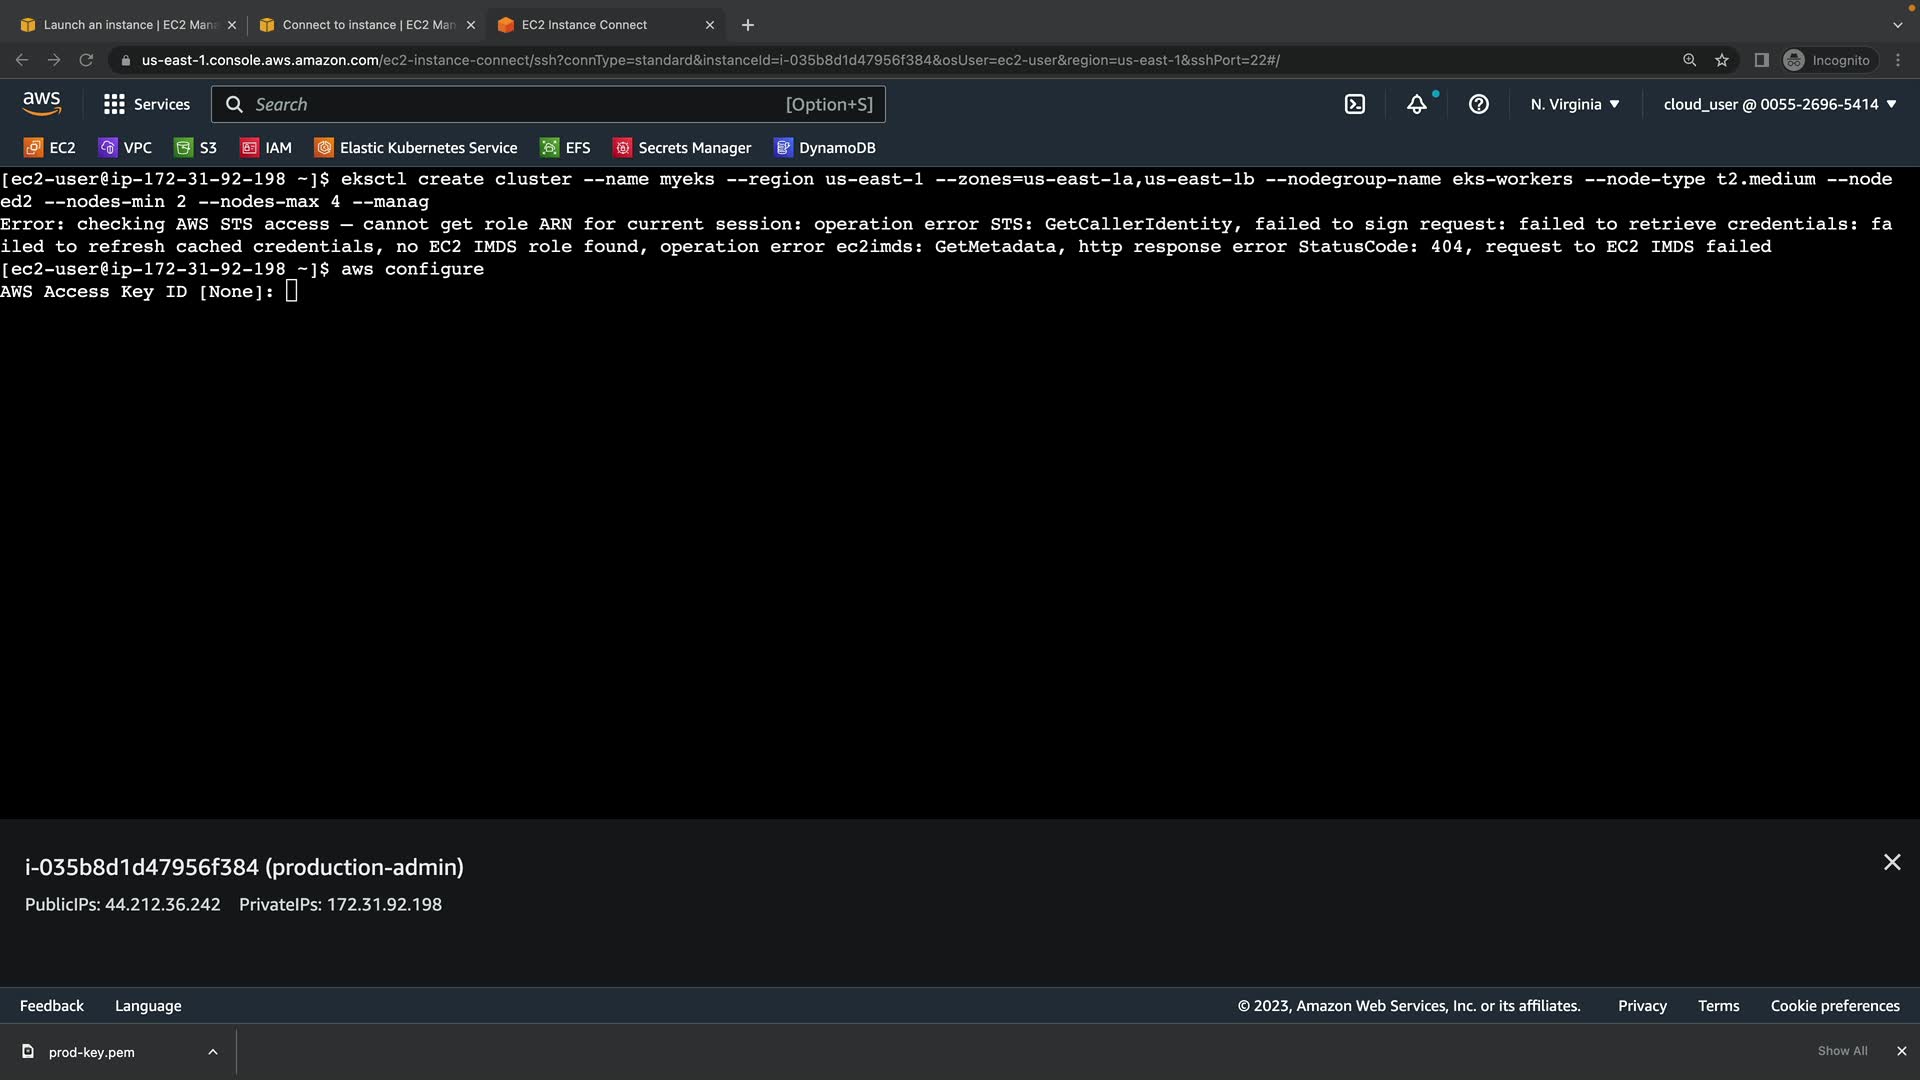 Launch an instance | EC2 Mana
Connect to instance | EC2 Man
EC2 Instance Connect
us-east-1.console.aws.amazon.com/ec2-instance-connect/ssh?connType=standard&instanceId=i-035b8d1d47956f384&osUser=ec2-user&region=us-east-1&sshPort=22#/
Incognito
aws
Services
Search
[Option+S]
N. Virginia
cloud_user @ 0055-2696-5414
EC2
VPC
S3
IAM
Elastic Kubernetes Service
EFS
Secrets Manager
DynamoDB
[ec2-user@ip-172-31-92-198 ~]$ eksctl create cluster --name myeks --region us-east-1 --zones=us-east-1a,us-east-1b --nodegroup-name eks-workers --node-type t2.medium --node
ed2 --nodes-min 2 --nodes-max 4 --manag
Error: checking AWS STS access – cannot get role ARN for current session: operation error STS: GetCallerIdentity, failed to sign request: failed to retrieve credentials: fa
iled to refresh cached credentials, no EC2 IMDS role found, operation error ec2imds: GetMetadata, http response error StatusCode: 404, request to EC2 IMDS failed
[ec2-user@ip-172-31-92-198 ~]$ aws configure
AWS Access Key ID [None]:
i-035b8d1d47956f384 (production-admin)
PublicIPs: 44.212.36.242 PrivateIPs: 172.31.92.198
Feedback
Language
© 2023, Amazon Web Services, Inc. or its affiliates.
Privacy
Terms
Cookie preferences
prod-key.pem
Show All